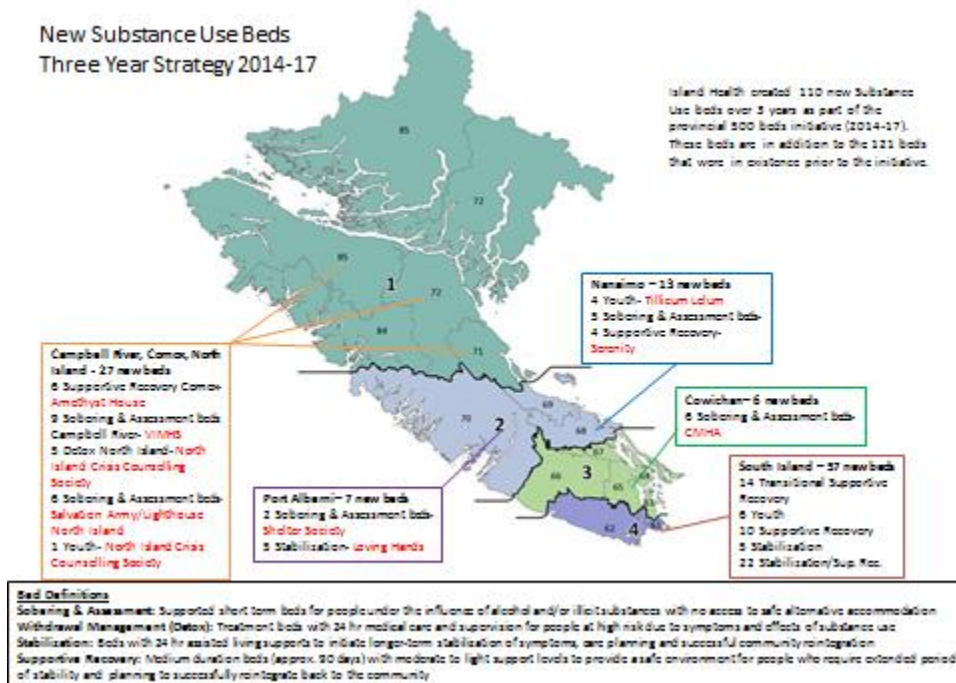 New Substance Use Beds
Three Year Strategy 2014-17
Island Health created 110 new Substance
Use beds over 3 years as part of the
provincial 500 beds initiative (2014-17).
These beds are in addition to the 121 beds
that were in existence prior to the initiative.
85
72
85
1
72
84
71
70
2
69
68
67
3
66
65
62
4
Nanaimo – 13 new beds
4 Youth- Tillicum Lelum
5 Sobering & Assessment beds-
4 Supportive Recovery-
Serenity
Cowichan– 6 new beds
6 Sobering & Assessment beds-
CMHA
South Island – 57 new beds
14 Transitional Supportive
Recovery
6 Youth
10 Supportive Recovery
5 Stabilisation
22 Stabilisation/Sup. Rec.
Campbell River, Comox, North
Island - 27 new beds
6 Supportive Recovery Comox-
Amethyst House
9 Sobering & Assessment beds
Campbell River- VIMHS
5 Detox North Island- North
Island Crisis Counselling
Society
6 Sobering & Assessment beds-
Salvation Army/Lighthouse
North Island
1 Youth- North Island Crisis
Counselling Society
Port Alberni – 7 new beds
2 Sobering & Assessment beds-
Shelter Society
5 Stabilisation- Loving Hands
Bed Definitions
Sobering & Assessment: Supported short term beds for people under the influence of alcohol and/or illicit substances with no access to safe alternative accommodation
Withdrawal Management (Detox): Treatment beds with 24 hr medical care and supervision for people at high risk due to symptoms and effects of substance use
Stabilisation: Beds with 24 hr assisted living supports to initiate longer-term stabilisation of symptoms, care planning and successful community reintegration
Supportive Recovery: Medium duration beds (approx. 90 days) with moderate to light support levels to provide a safe environment for people who require extended period
of stability and planning to successfully reintegrate back to the community